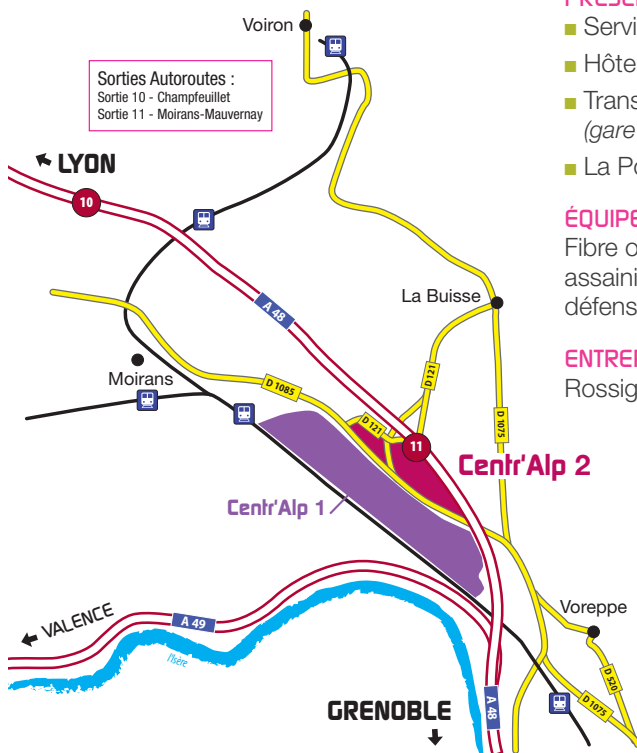 Voiron
Sorties Autoroutes :
Sortie 10 - Champfeuillet
Sortie 11 - Moirans-Mauvernay
LYON
10
A 48
La Buisse
Moirans
D 1085
D 121
D 121
D 1075
11
Centr'Alp 2
Centr'Alp 1
VALENCE
A 49
l'Isère
Voreppe
D 520
D 1075
A 48
GRENOBLE
Servi
Hôte
Trans
(gare
La Po
ÉQUIPE
Fibre o
assaini
défens
ENTRE
Rossig